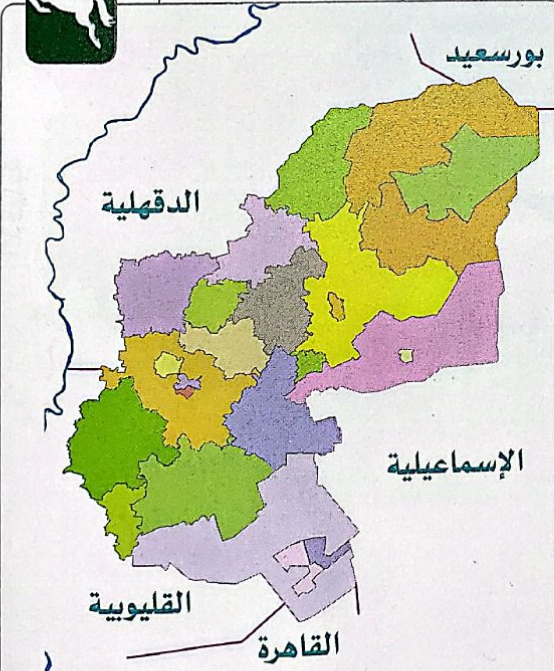 بورسعيد
الدقهلية
الإسماعيلية
القليوبية
القاهرة